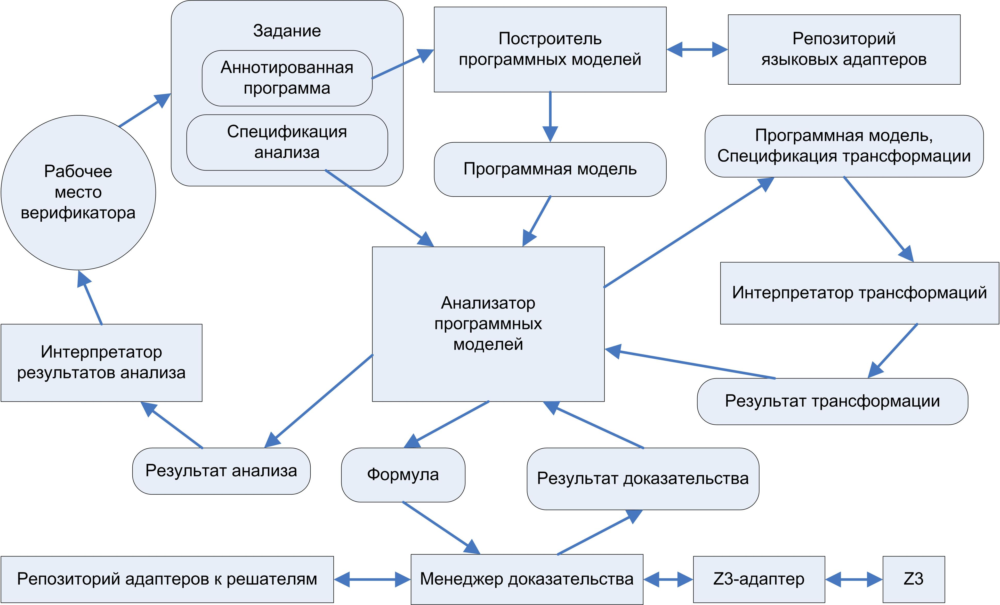 Задание
Аннотированная
программа
Спецификация
анализа
Построитель
программных моделей
Репозиторий
языковых адаптеров
Рабочее
место
верификатора
Программная модель
Программная модель,
Спецификация трансформации
Анализатор
программных
моделей
Интерпретатор трансформаций
Интерпретатор
результатов анализа
Результат трансформации
Результат анализа
Формула
Результат доказательства
Репозиторий адаптеров к решателям
Менеджер доказательства
Z3-адаптер
Z3